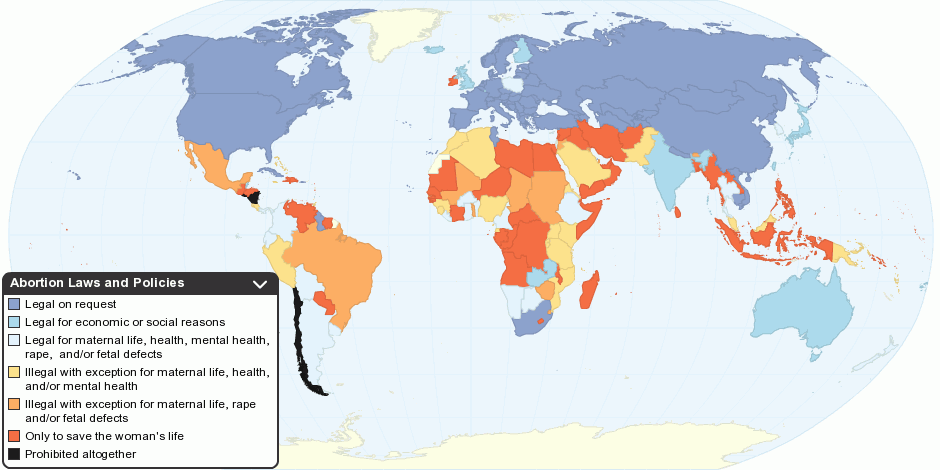 Abortion Laws and Policies
Legal on request
Legal for economic or social reasons
Legal for maternal life, health, mental health,
rape, and/or fetal defects
Illegal with exception for maternal life, health,
and/or mental health
Illegal with exception for maternal life, rape
and/or fetal defects
Only to save the woman's life
Prohibited altogether